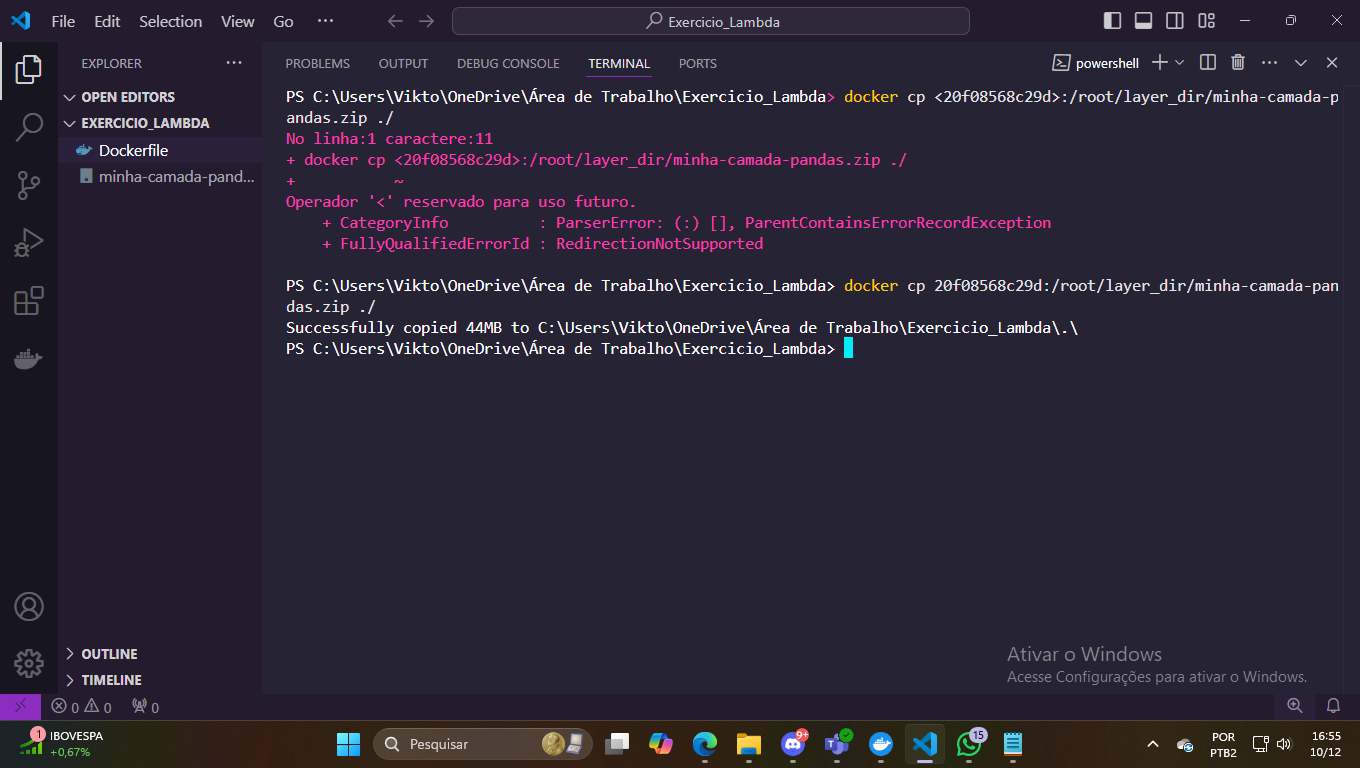 File Edit Selection View Go ···
Exercicio_Lambda
EXPLORER ···
OPEN EDITORS
EXERCICIO_LAMBDA
Dockerfile
minha-camada-pand...
OUTLINE
TIMELINE
PROBLEMS OUTPUT DEBUG CONSOLE TERMINAL PORTS
powershell
PS C:\Users\Vikto\OneDrive\Área de Trabalho\Exercicio_Lambda> docker cp <20f08568c29d>:/root/layer_dir/minha-camada-p
andas.zip ./
No linha:1 caractere:11
+ docker cp <20f08568c29d>:/root/layer_dir/minha-camada-pandas.zip ./
+ ~
Operador '<' reservado para uso futuro.
+ CategoryInfo : ParserError: (:) [], ParentContainsErrorRecordException
+ FullyQualifiedErrorId : RedirectionNotSupported
PS C:\Users\Vikto\OneDrive\Área de Trabalho\Exercicio_Lambda> docker cp 20f08568c29d:/root/layer_dir/minha-camada-pan
das.zip ./
Successfully copied 44MB to C:\Users\Vikto\OneDrive\Área de Trabalho\Exercicio_Lambda\.\
PS C:\Users\Vikto\OneDrive\Área de Trabalho\Exercicio_Lambda>
Ativar o Windows
Acesse Configurações para ativar o Windows.
0 0 0
1
IBOVESPA
+0,67%
Pesquisar
9+
15
POR
PTB2
16:55
10/12